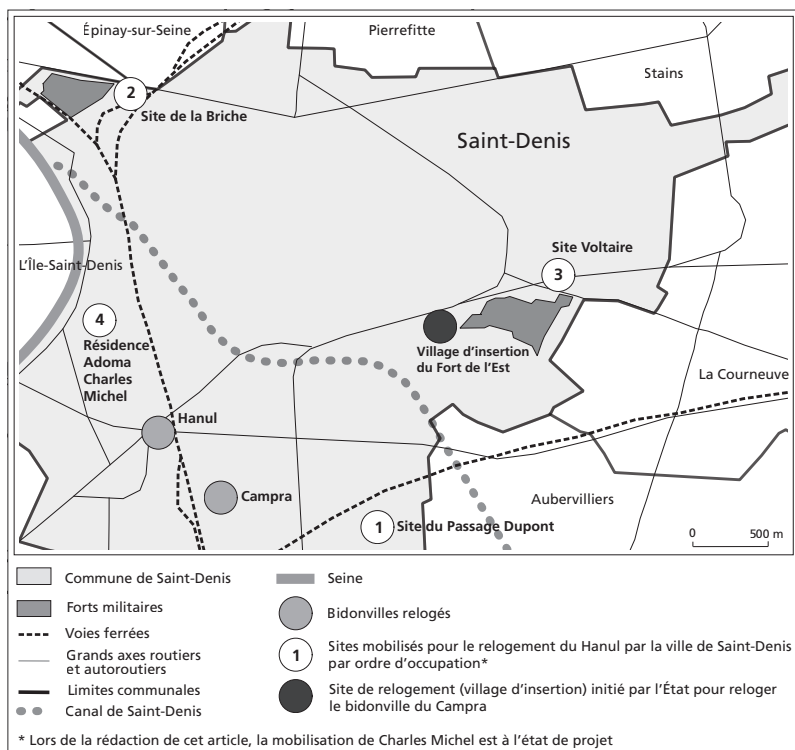 Épinay-sur-Seine
Pierrefitte
Stains
2
Site de la Briche
Saint-Denis
Site Voltaire
3
L'Île-Saint-Denis
4
Résidence
Adoma
Charles
Michel
Village d'insertion
du Fort de l'Est
La Courneuve
Hanul
Campra
Aubervilliers
1
Site du Passage Dupont
0 500 m
Commune de Saint-Denis
Forts militaires
Voies ferrées
Grands axes routiers
et autoroutiers
Limites communales
Canal de Saint-Denis
Seine
Bidonvilles relogés
1
Sites mobilisés pour le relogement du Hanul par la ville de Saint-Denis
par ordre d'occupation*
Site de relogement (village d'insertion) initié par l'État pour reloger
le bidonville du Campra
* Lors de la rédaction de cet article, la mobilisation de Charles Michel est à l'état de projet